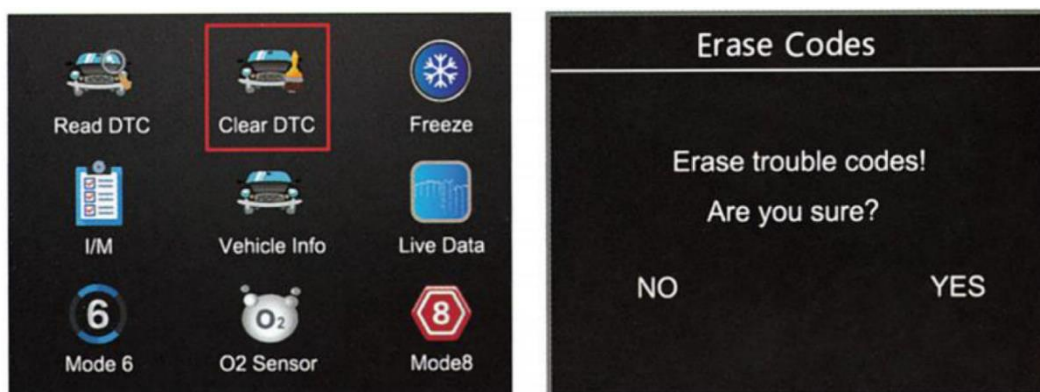 Read DTC
Clear DTC
Freeze
I/M
Vehicle Info
Live Data
6
Mode 6
O2
O2 Sensor
8
Mode8
Erase Codes
Erase trouble codes!
Are you sure?
NO
YES